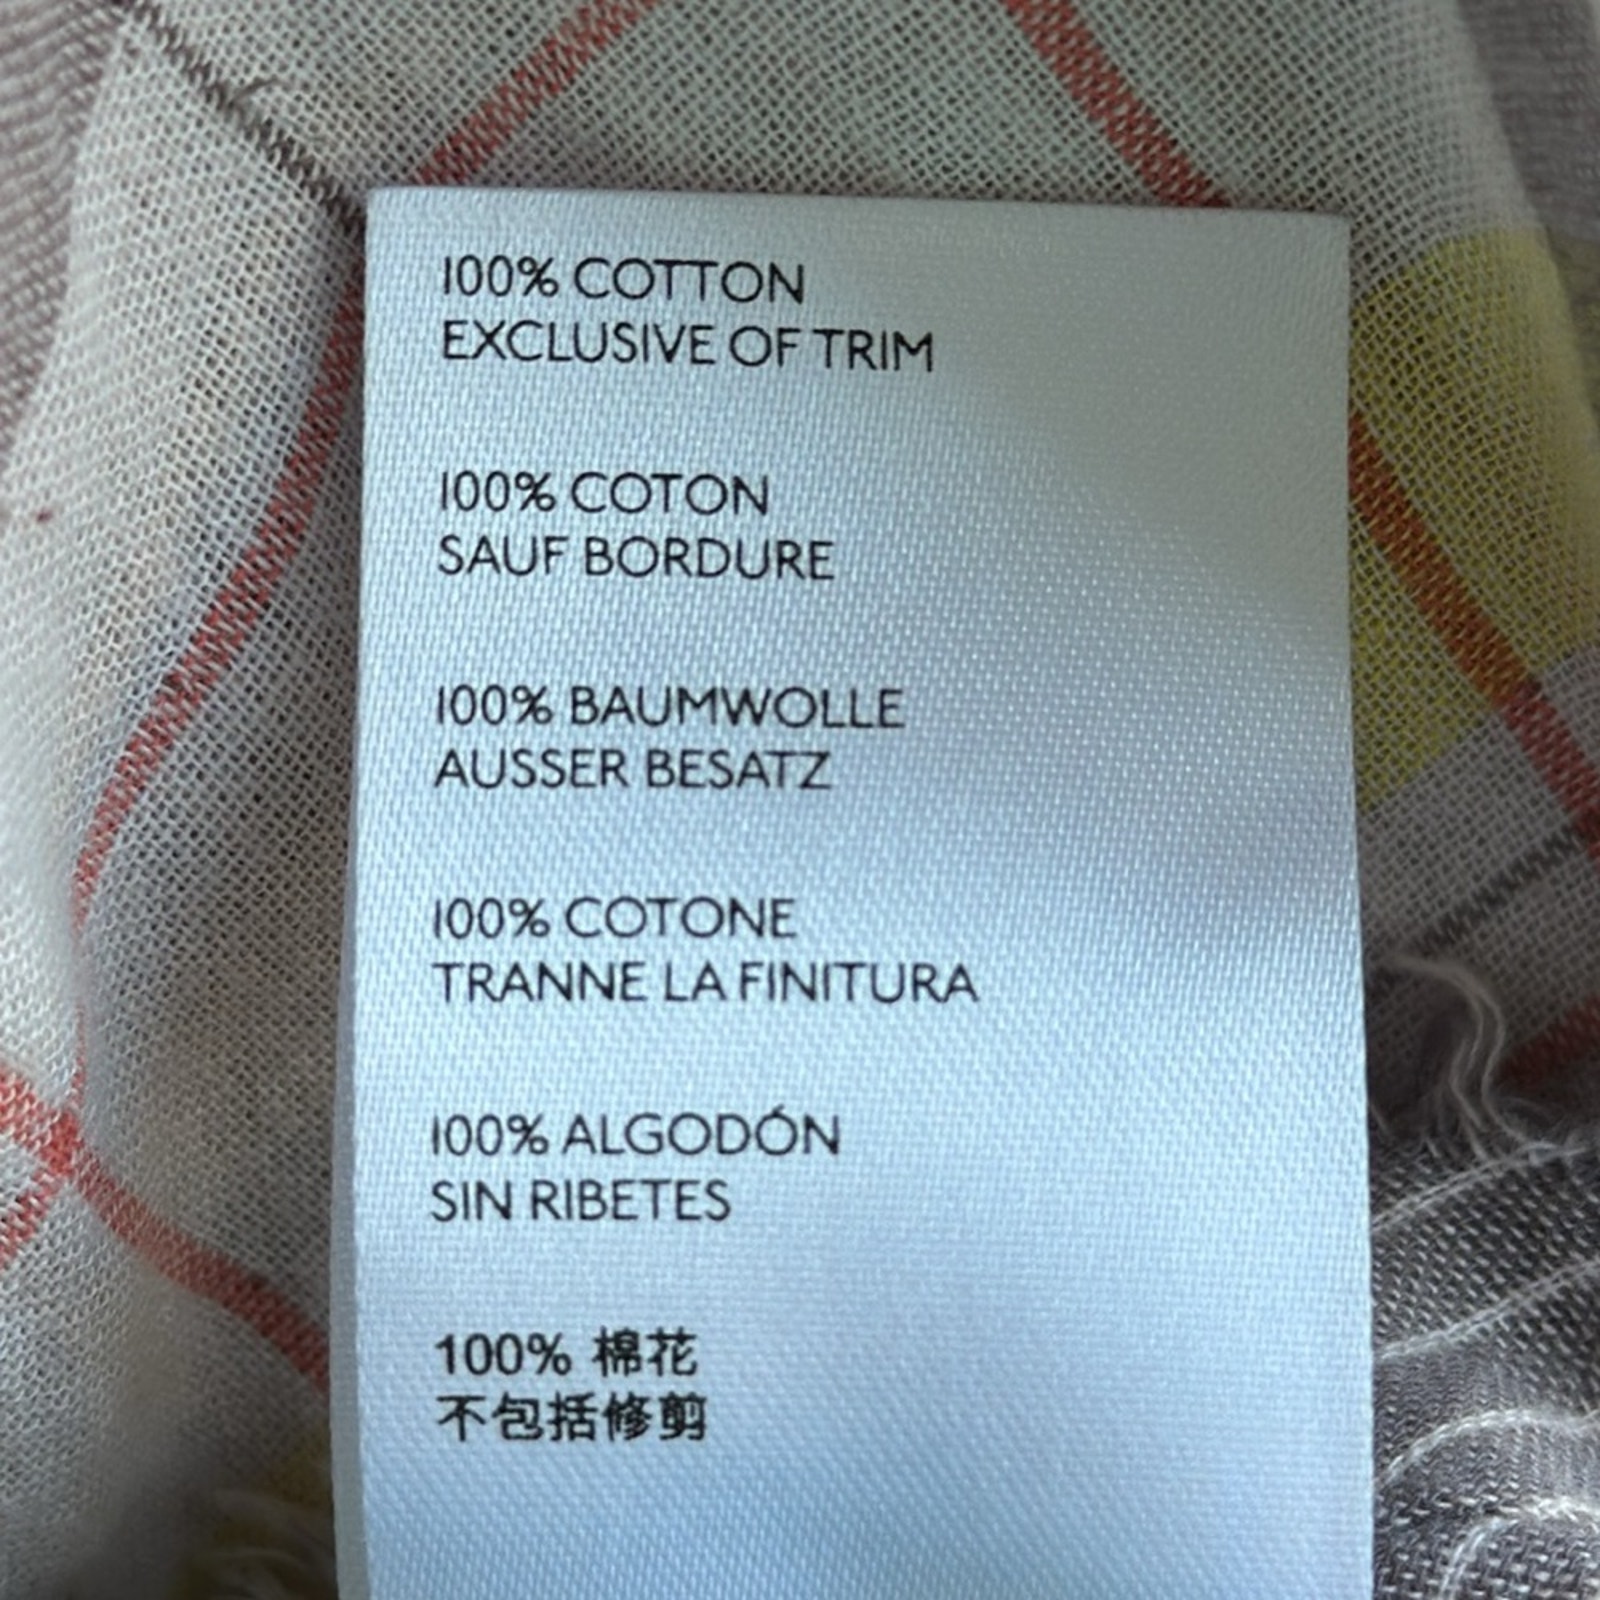 100% COTTON
EXCLUSIVE OF TRIM
100% COTON
SAUF BORDURE
100% BAUMWOLLE
AUSSER BESATZ
100% COTONE
TRANNE LA FINITURA
100% ALGODÓN
SIN RIBETES
100% 棉花
不包括修剪